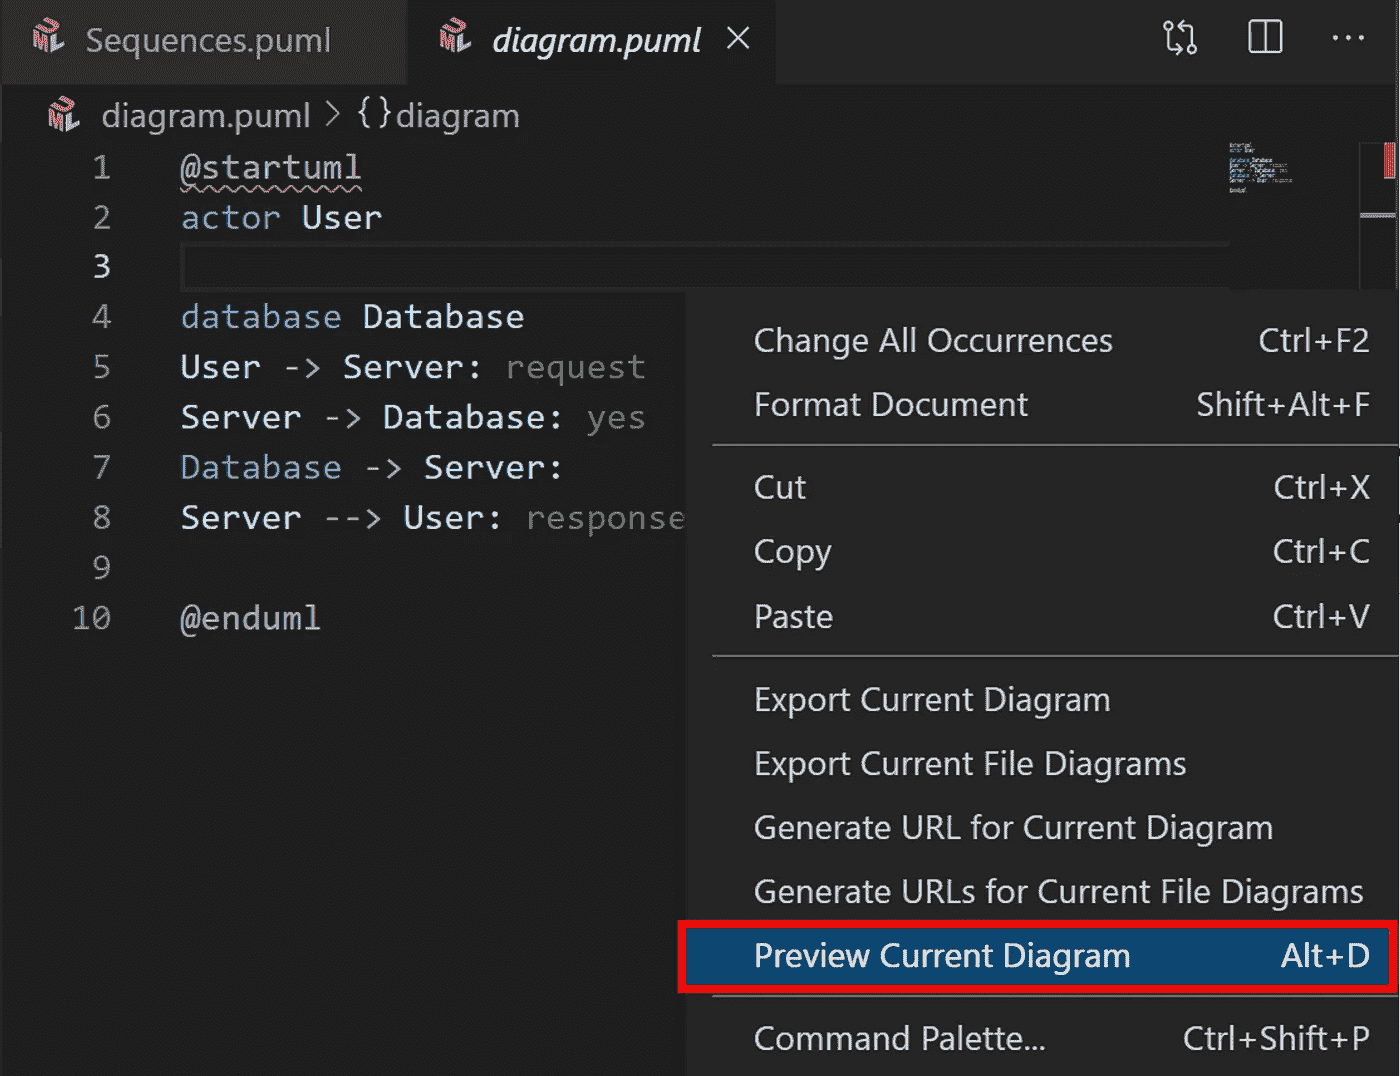 Sequences.puml
diagram.puml
diagram.puml > {} diagram
1 @startuml
2 actor User
3
4 database Database
5 User -> Server: request
6 Server -> Database: yes
7 Database -> Server:
8 Server --> User: response
9
10 @enduml
Change All Occurrences Ctrl+F2
Format Document Shift+Alt+F
Cut Ctrl+X
Copy Ctrl+C
Paste Ctrl+V
Export Current Diagram
Export Current File Diagrams
Generate URL for Current Diagram
Generate URLs for Current File Diagrams
Preview Current Diagram Alt+D
Command Palette... Ctrl+Shift+P